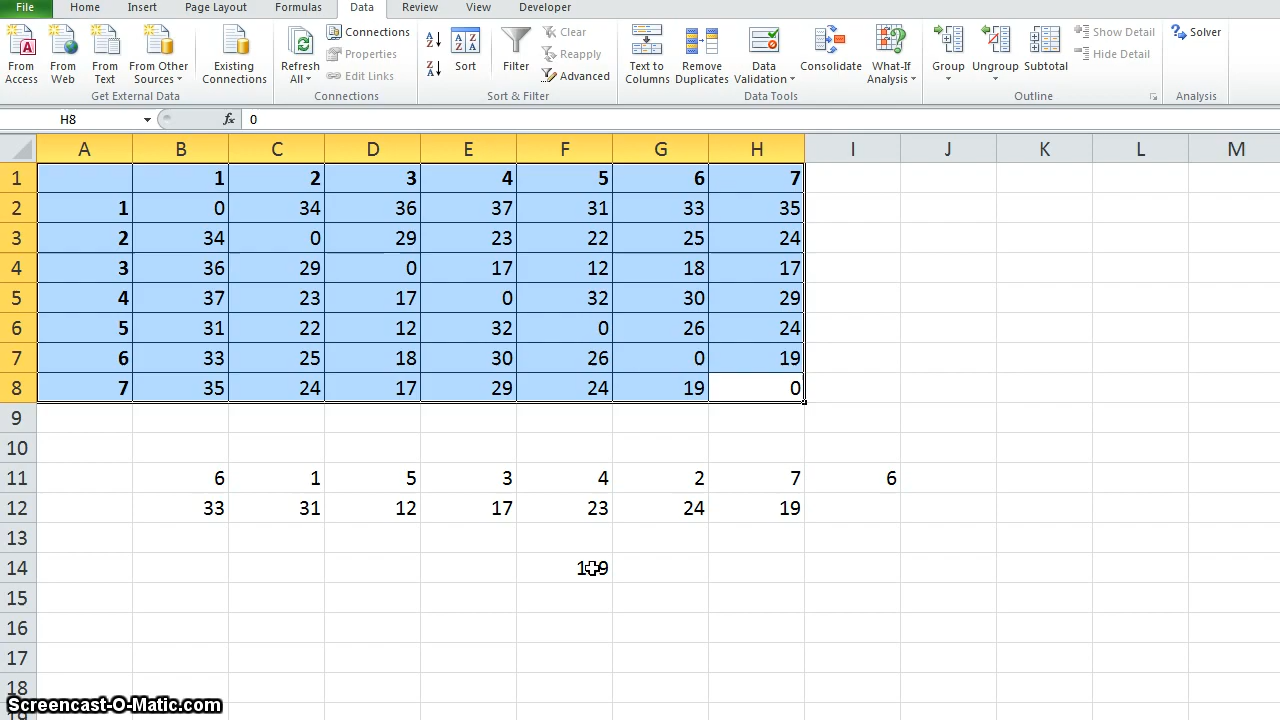 File Home Insert Page Layout Formulas Data Review View Developer
From Access From Web From Text From Other Sources Existing Connections Refresh All Connections Properties Edit Links Sort Filter Clear Reapply Advanced Text to Columns Remove Duplicates Data Validation Consolidate What-If Analysis Group Ungroup Subtotal Show Detail Hide Detail Solver
Get External Data Connections Sort & Filter Data Tools Outline Analysis
H8 fx 0
A B C D E F G H I J K L M
1 1 2 3 4 5 6 7
2 1 0 34 36 37 31 33 35
3 2 34 0 29 23 22 25 24
4 3 36 29 0 17 12 18 17
5 4 37 23 17 0 32 30 29
6 5 31 22 12 32 0 26 24
7 6 33 25 18 30 26 0 19
8 7 35 24 17 29 24 19 0
9
10
11 6 1 5 3 4 2 7 6
12 33 31 12 17 23 24 19
13
14
15
16
17
18
Screencast-O-Matic.com